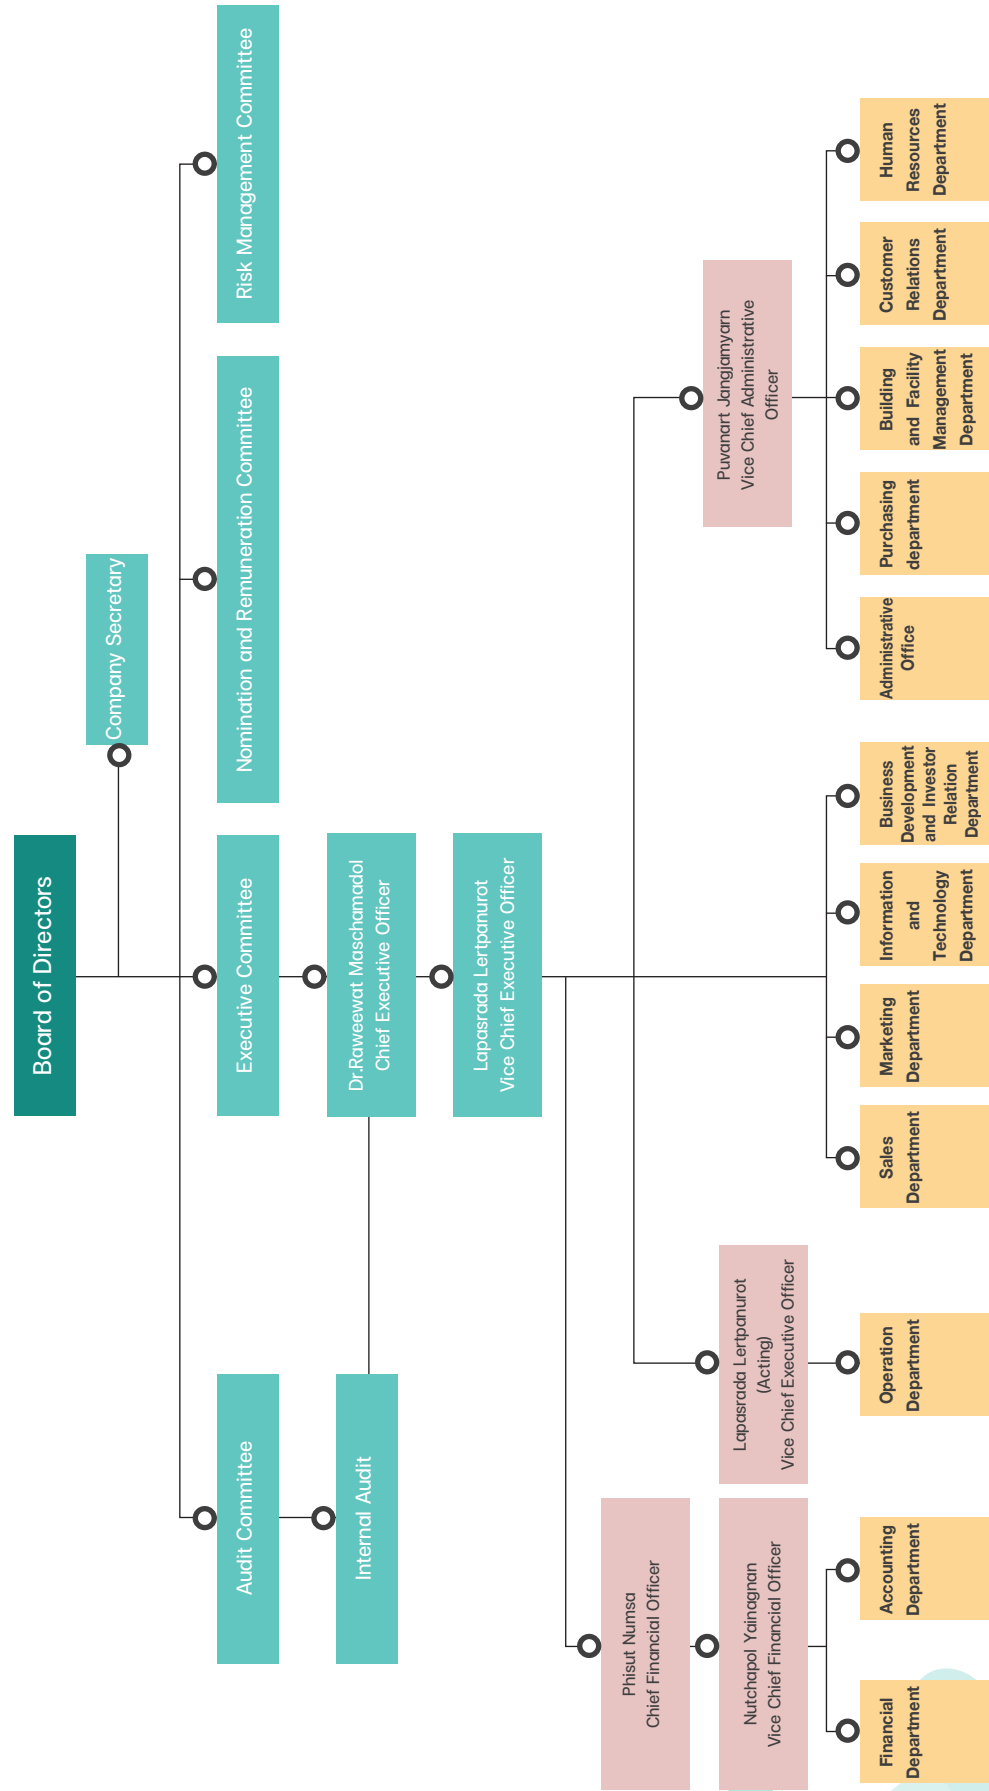 Board of Directors
Company Secretary
Audit Committee
Executive Committee
Nomination and Remuneration Committee
Risk Management Committee
Internal Audit
Dr.Raweewat Maschamadol
Chief Executive Officer
Lapasrada Lertpanurot
Vice Chief Executive Officer
Phisut Numsa
Chief Financial Officer
Nutchapol Yainagnan
Vice Chief Financial Officer
Lapasrada Lertpanurot
(Acting)
Vice Chief Executive Officer
Puvanart Jangjamyarn
Vice Chief Administrative
Officer
Financial
Department
Accounting
Department
Operation
Department
Sales
Department
Marketing
Department
Information
and
Technology
Department
Business
Development
and Investor
Relation
Department
Administrative
Office
Purchasing
department
Building
and Facility
Management
Department
Customer
Relations
Department
Human
Resources
Department